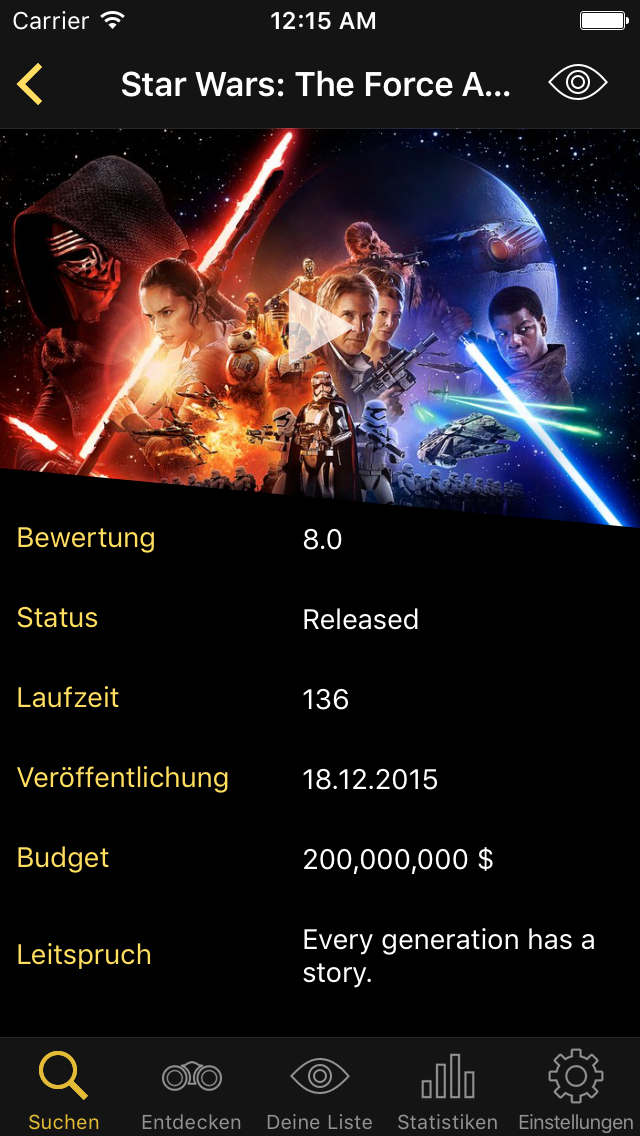 Carrier 12:15 AM
Star Wars: The Force A...
Bewertung 8.0
Status Released
Laufzeit 136
Veröffentlichung 18.12.2015
Budget 200,000,000 $
Leitspruch Every generation has a
story.
Suchen Entdecken Deine Liste Statistiken Einstellungen